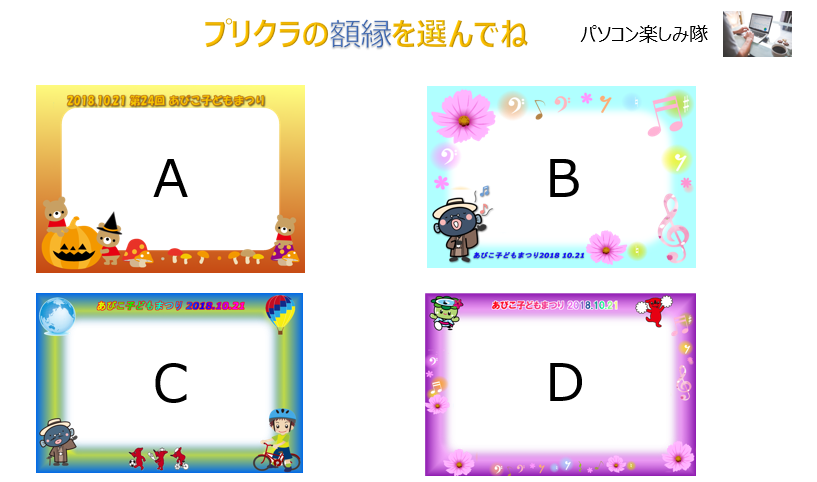 プリクラの額縁を選んでね
パソコン楽しみ隊
2018.10.21 第24回 あびこ子どもまつり
A
B
あびこ子どもまつり2018 10.21
あびこ子どもまつり 2018.10.21
C
あびこ子どもまつり 2018.10.21
D